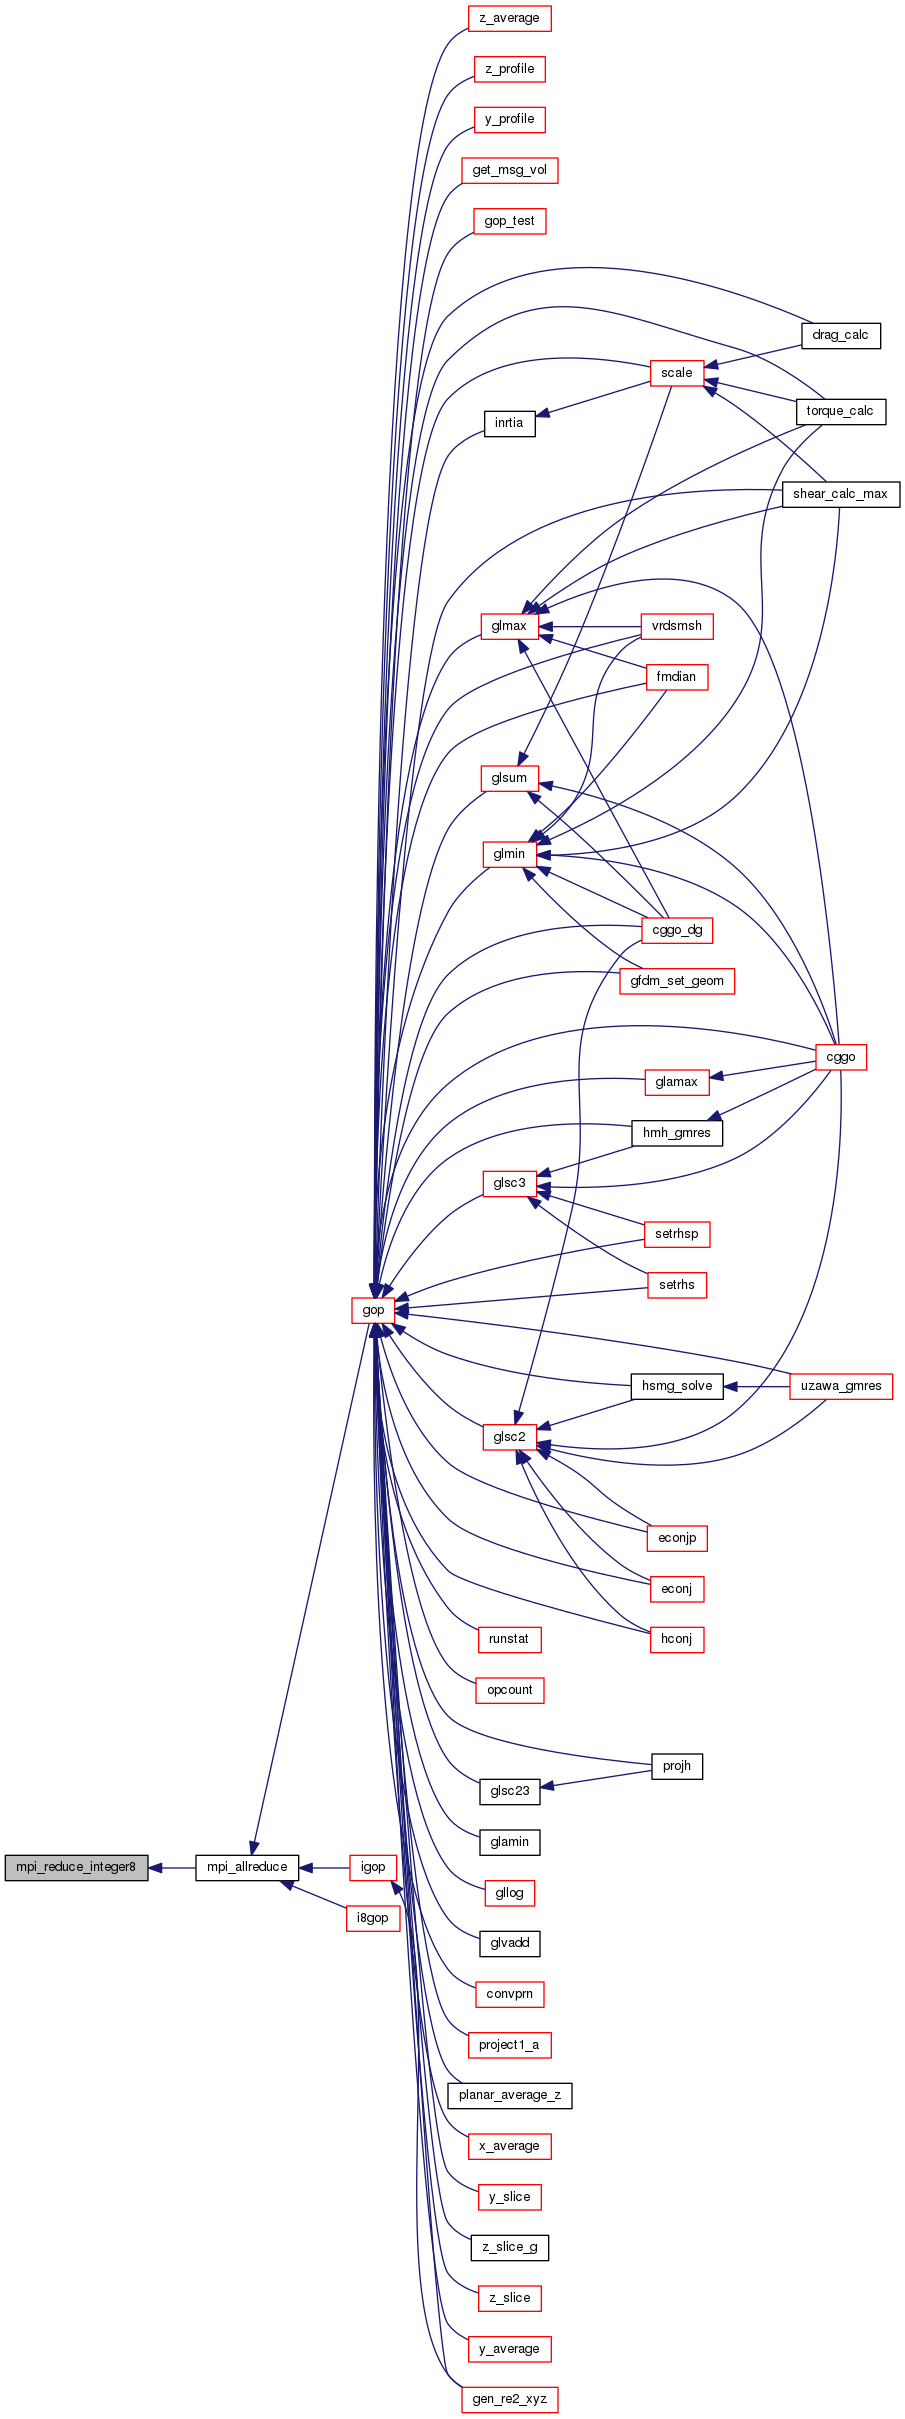 z_average
z_profile
y_profile
get_msg_vol
gop_test
drag_calc
scale
torque_calc
inrtia
shear_calc_max
glmax
vrdsmsh
fmdian
glsum
glmin
cggo_dg
gfdm_set_geom
cggo
glamax
hmh_gmres
glsc3
setrhsp
setrhs
gop
hsmg_solve
uzawa_gmres
glsc2
econjp
econj
runstat
hconj
opcount
projh
glsc23
glamin
mpi_reduce_integer8
mpi_allreduce
igop
gllog
i8gop
glvadd
convprn
project1_a
planar_average_z
x_average
y_slice
z_slice_g
z_slice
y_average
gen_re2_xyz